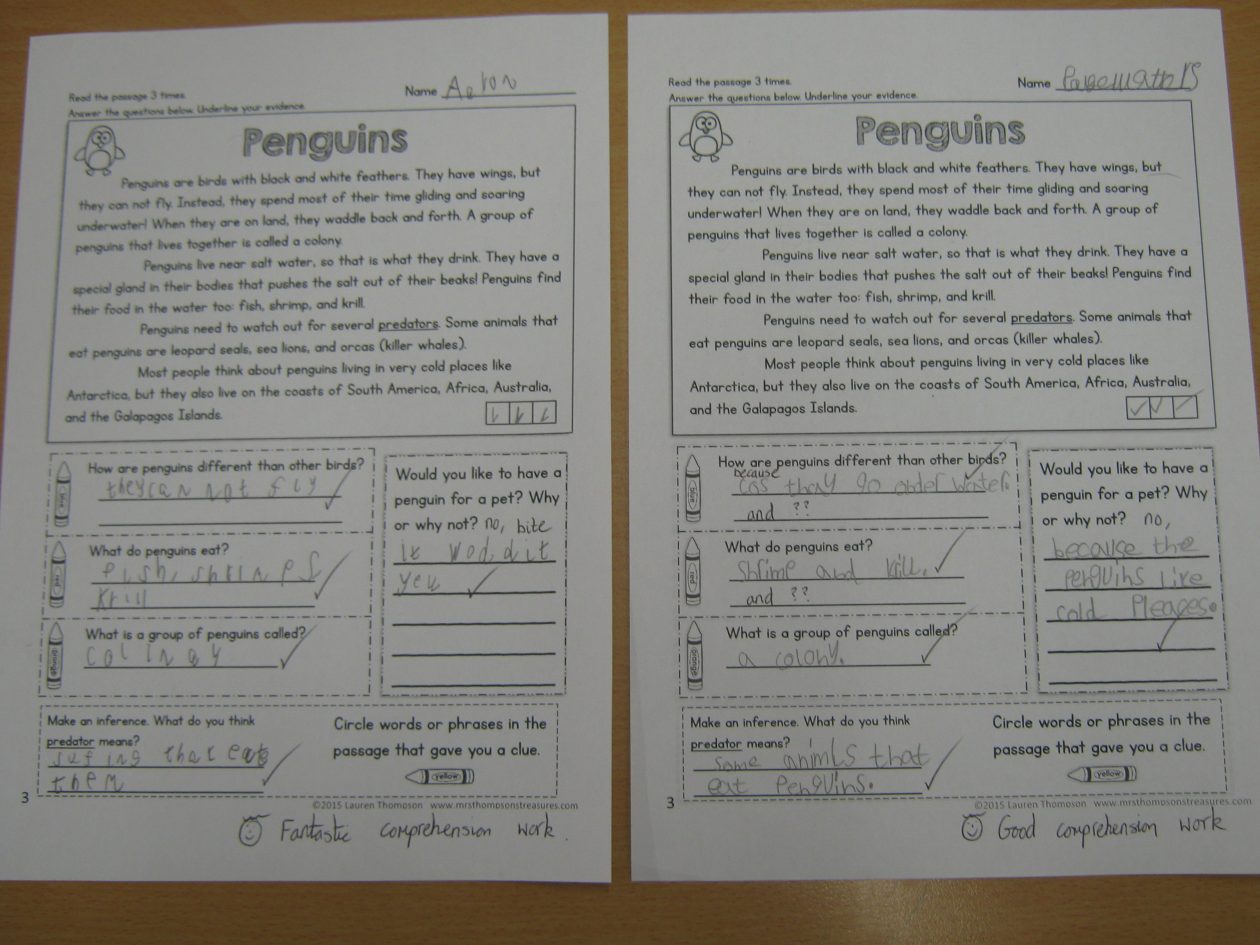 Read the passage 3 times.
Answer the questions below. Underline your evidence.
Name Aeron
Penguins
Penguins are birds with black and white feathers. They have wings, but
they can not fly. Instead, they spend most of their time gliding and soaring
underwater! When they are on land, they waddle back and forth. A group of
penguins that lives together is called a colony.
Penguins live near salt water, so that is what they drink. They have a
special gland in their bodies that pushes the salt out of their beaks! Penguins find
their food in the water too: fish, shrimp, and krill.
Penguins need to watch out for several predators. Some animals that
eat penguins are leopard seals, sea lions, and orcas (killer whales).
Most people think about penguins living in very cold places like
Antarctica, but they also live on the coasts of South America, Africa, Australia,
and the Galapagos Islands.
blue
How are penguins different than other birds?
they can not fly
red
What do penguins eat?
fish, shrimps
krill
orange
What is a group of penguins called?
colinay
Would you like to have a
penguin for a pet? Why
or why not? no, bite
it wod dit
yeu
Make an inference. What do you think
predator means?
suting that eats
them
Circle words or phrases in the
passage that gave you a clue.
yellow
3
©2015 Lauren Thomoson www.mrsthomsonstreasures.com
Fantastic comprehension work.
Read the passage 3 times.
Answer the questions below. Underline your evidence.
Name
Penguins
Penguins are birds with black and white feathers. They have wings, but
they can not fly. Instead, they spend most of their time gliding and soaring
underwater! When they are on land, they waddle back and forth. A group of
penguins that lives together is called a colony.
Penguins live near salt water, so that is what they drink. They have a
special gland in their bodies that pushes the salt out of their beaks! Penguins find
their food in the water too: fish, shrimp, and krill.
Penguins need to watch out for several predators. Some animals that
eat penguins are leopard seals, sea lions, and orcas (killer whales).
Most people think about penguins living in very cold places like
Antarctica, but they also live on the coasts of South America, Africa, Australia,
and the Galapagos Islands.
blue
How are penguins different than other birds?
because
cos thay go onder water.
and ??
red
What do penguins eat?
shrimp and krill.
and ??
orange
What is a group of penguins called?
a colony.
Would you like to have a
penguin for a pet? Why
or why not? no,
because the
penguins like
cold pleaces.
Make an inference. What do you think
predator means?
some animls that
eat penguins.
Circle words or phrases in the
passage that gave you a clue.
yellow
3
©2015 Lauren Thomoson www.mrsthomposonstreasures.com
Good comprehension work